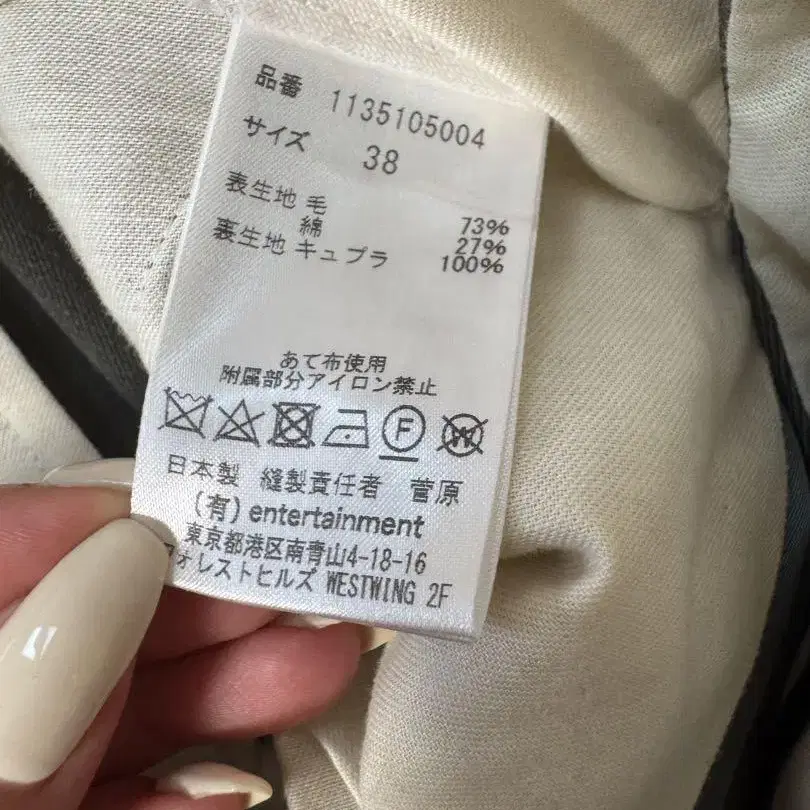 品番 1135105004
サイズ 38
表生地 毛 73%
綿 27%
裏生地 キュプラ 100%
あて布使用
附属部分アイロン禁止
F W
日本製 縫製責任者 菅原
(有) entertainment
東京都港区南青山4-18-16
フォレストヒルズ WESTWING 2F